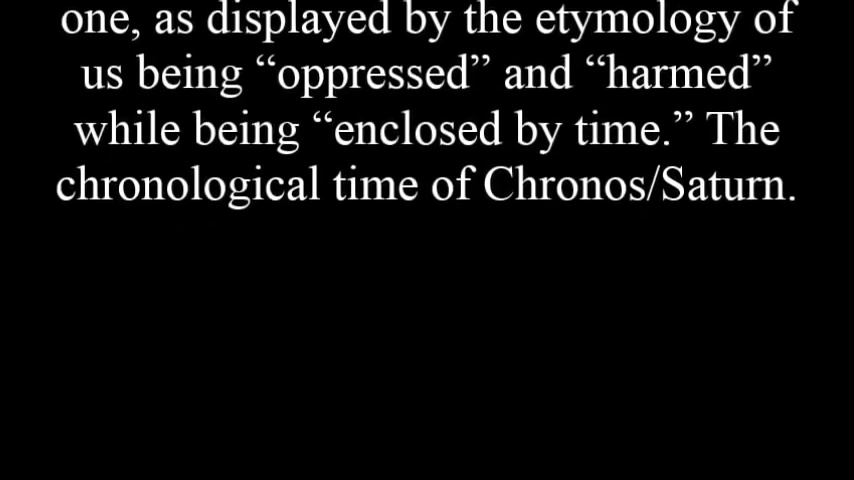 one, as displayed by the etymology of
us being “oppressed” and “harmed”
while being “enclosed by time.” The
chronological time of Chronos/Saturn.